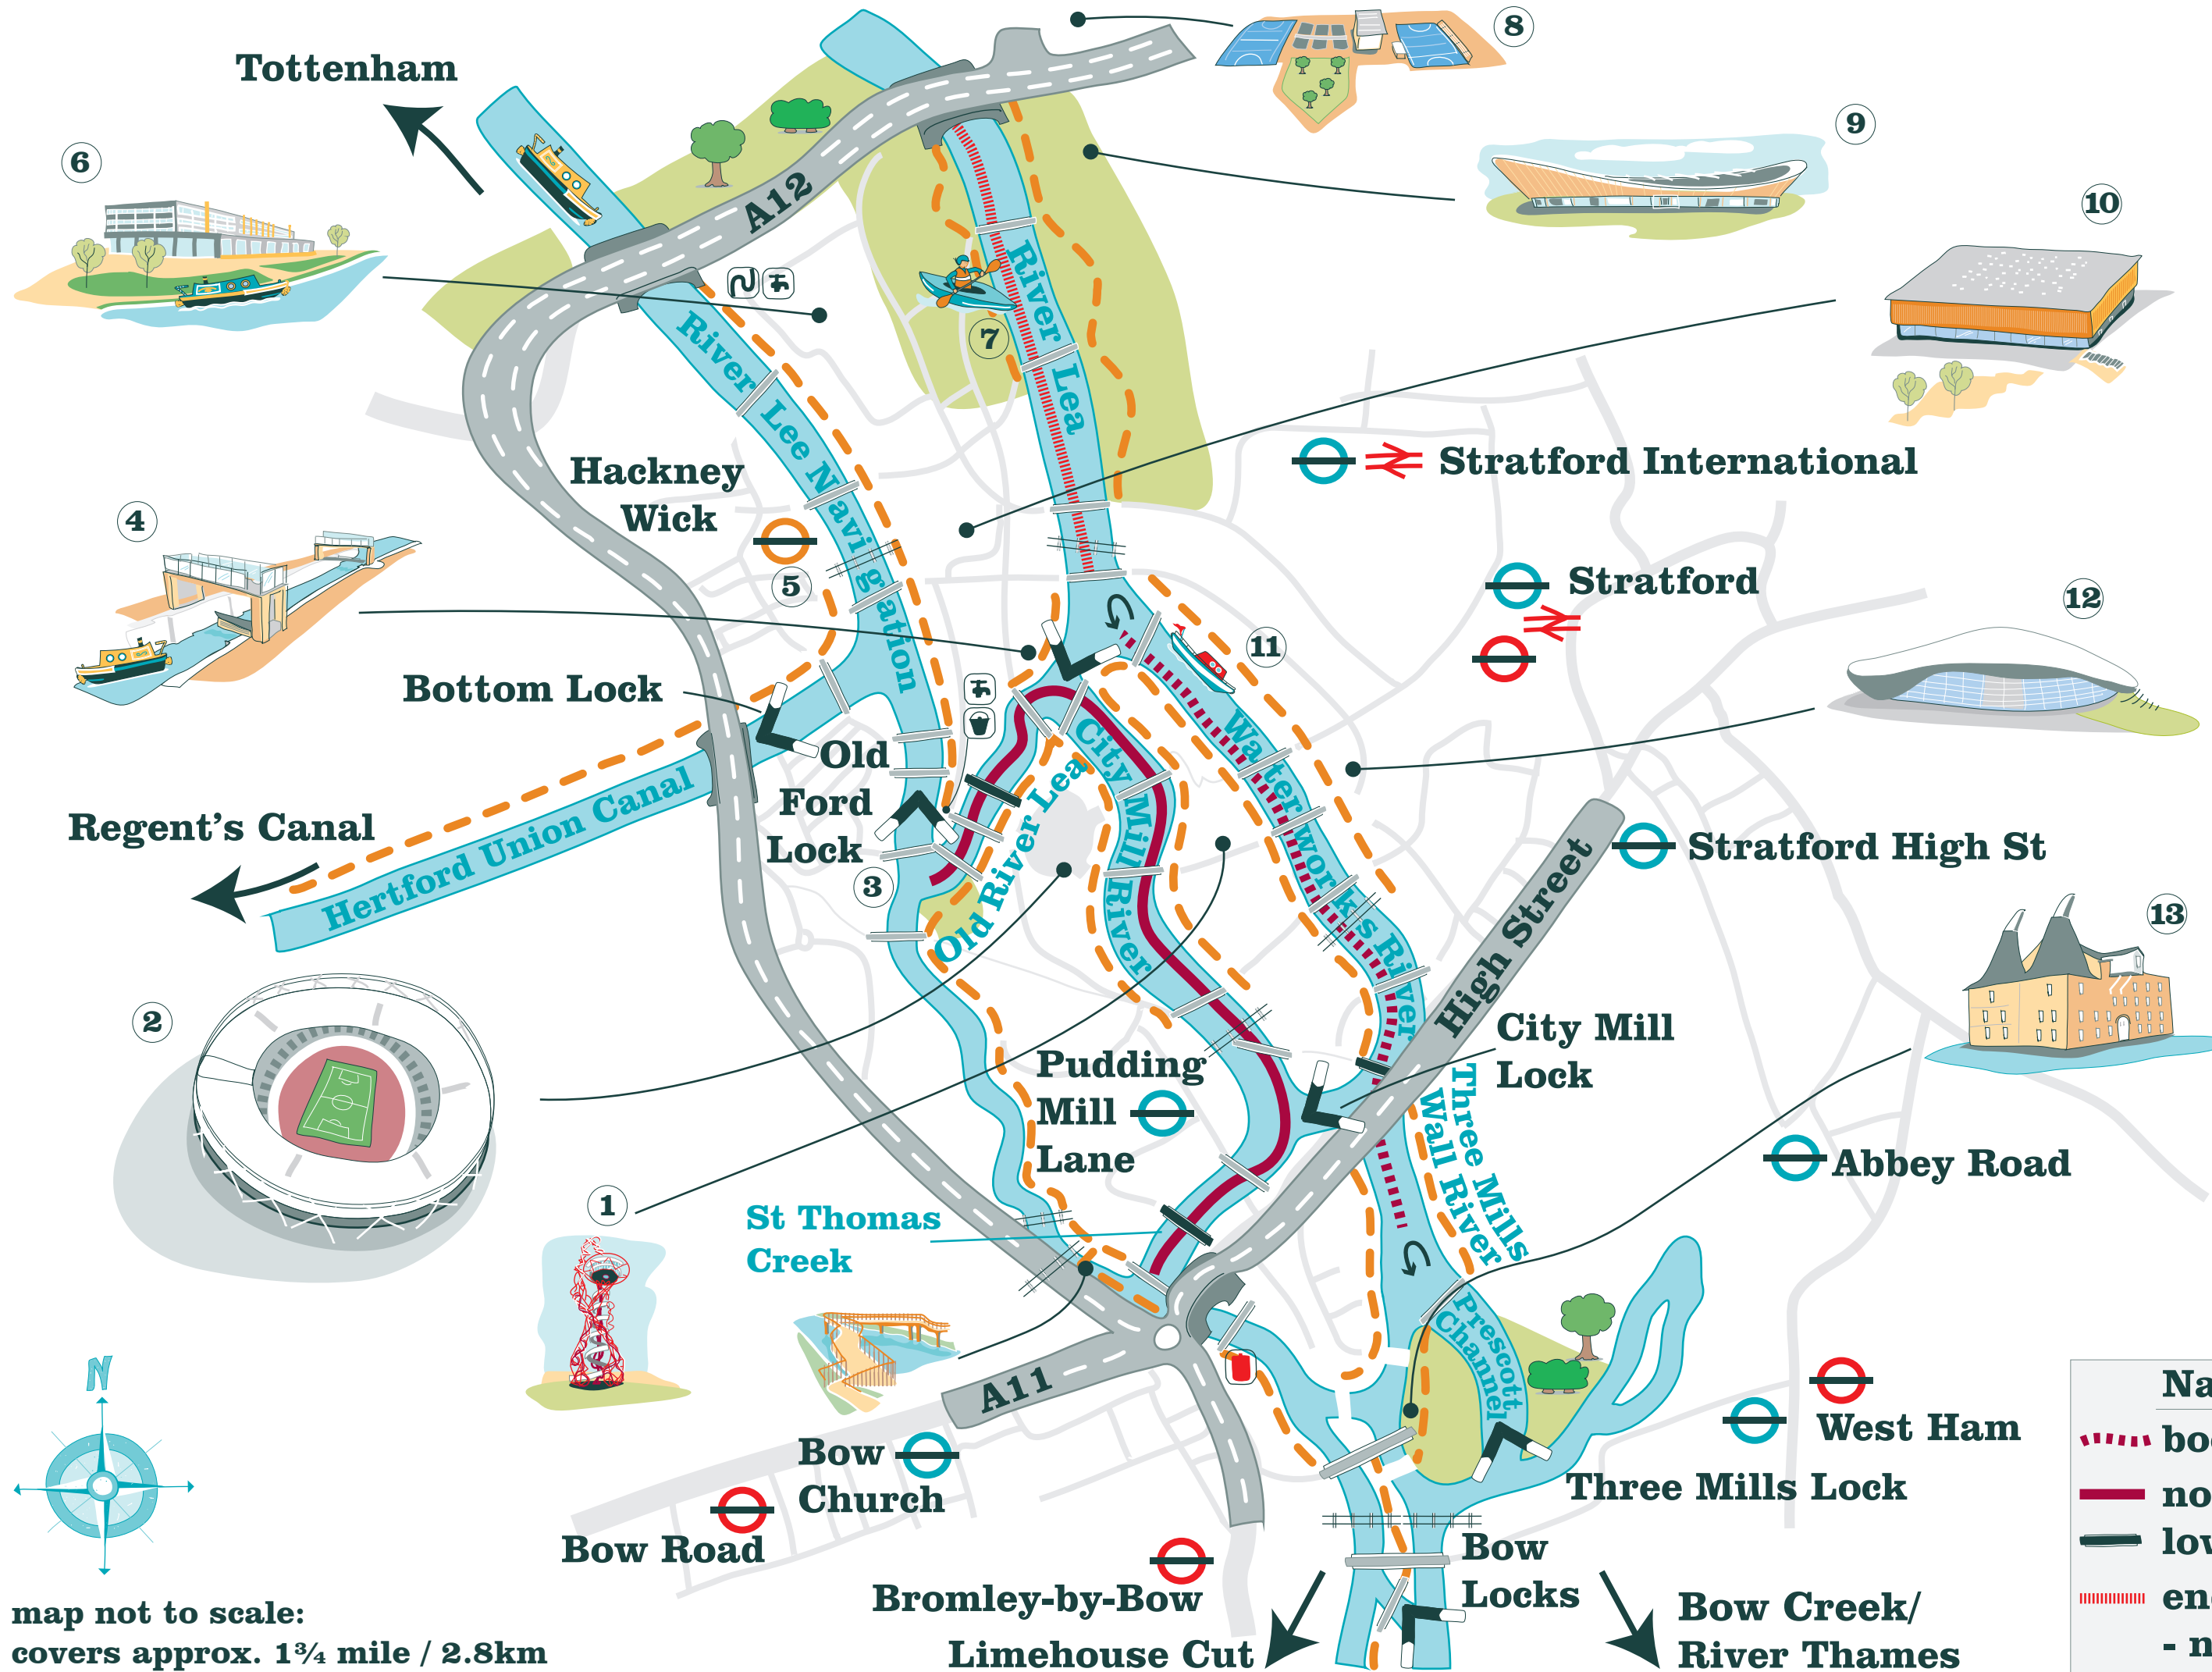 Tottenham
8
9
6
A12
10
7
River Lea
River Lee Navigation
Hackney
Wick
5
Stratford International
4
Stratford
12
11
Bottom Lock
Old
Ford
Lock
3
Old River Lea
City Mill River
Waterworks River
Regent's Canal
Hertford Union Canal
Stratford High St
High Street
13
2
City Mill
Lock
Pudding
Mill
Lane
Three Mills
Wall River
Abbey Road
1
St Thomas
Creek
Prescott
Channel
N
A11
West Ham
Bow
Church
Three Mills Lock
Bow Road
Bow
Locks
Bromley-by-Bow
Limehouse Cut
Bow Creek/
River Thames
map not to scale:
covers approx. 1¾ mile / 2.8km
Na
no
lo
en
- n